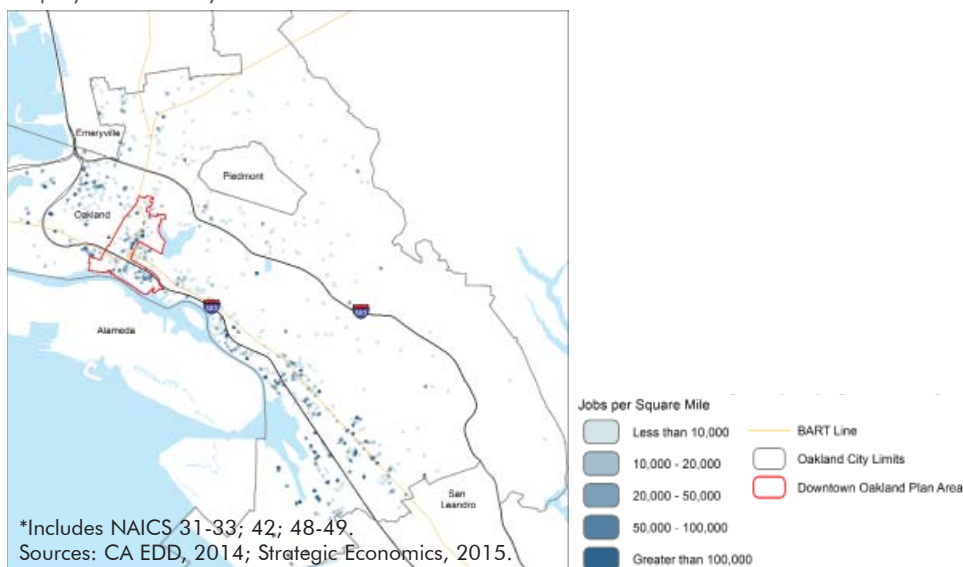 Emeryville
Piedmont
Oakland
Alameda
San
Leandro
*Includes NAICS 31-33; 42; 48-49.
Sources: CA EDD, 2014; Strategic Economics, 2015.
Jobs per Square Mile
Less than 10,000
10,000 - 20,000
20,000 - 50,000
50,000 - 100,000
Greater than 100,000
BART Line
Oakland City Limits
Downtown Oakland Plan Area